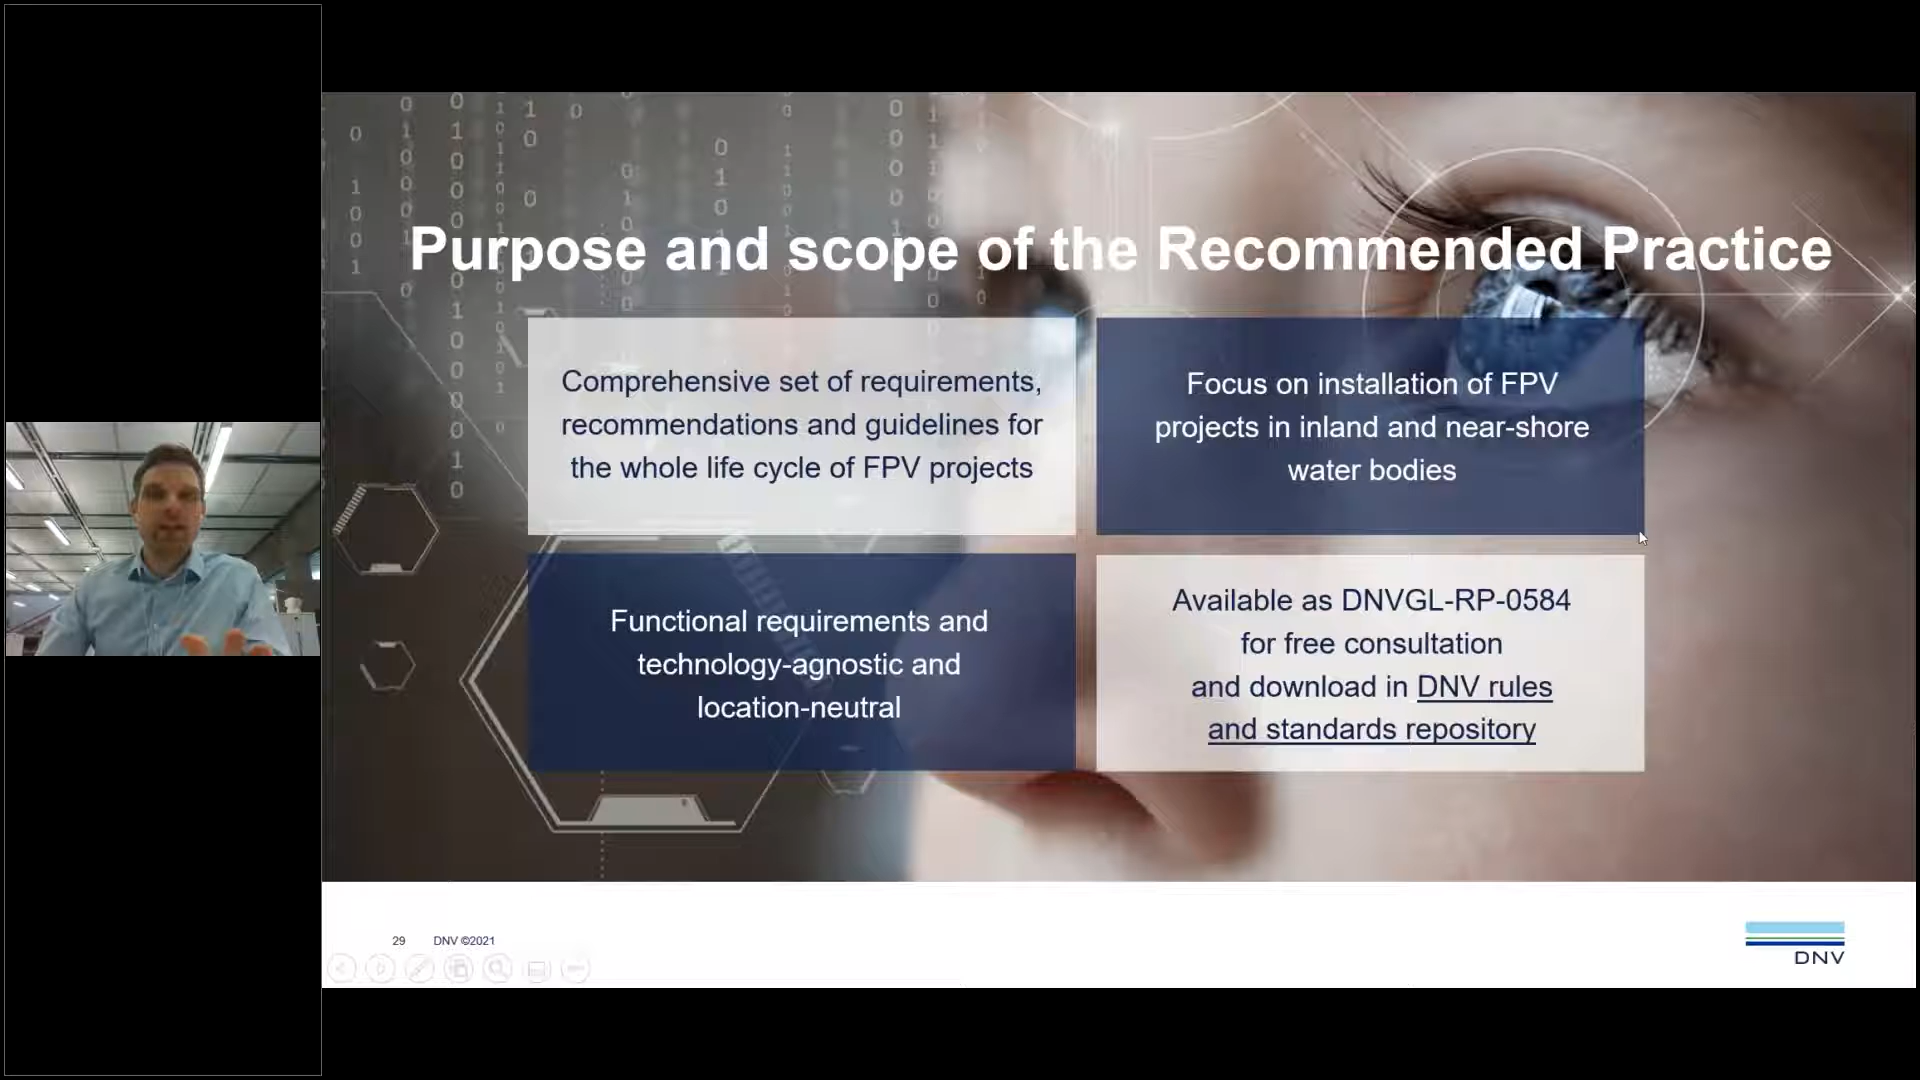 Purpose and scope of the Recommended Practice
Comprehensive set of requirements,
recommendations and guidelines for
the whole life cycle of FPV projects
Focus on installation of FPV
projects in inland and near-shore
water bodies
Functional requirements and
technology-agnostic and
location-neutral
Available as DNVGL-RP-0584
for free consultation
and download in DNV rules
and standards repository
29 DNV ©2021
DNV